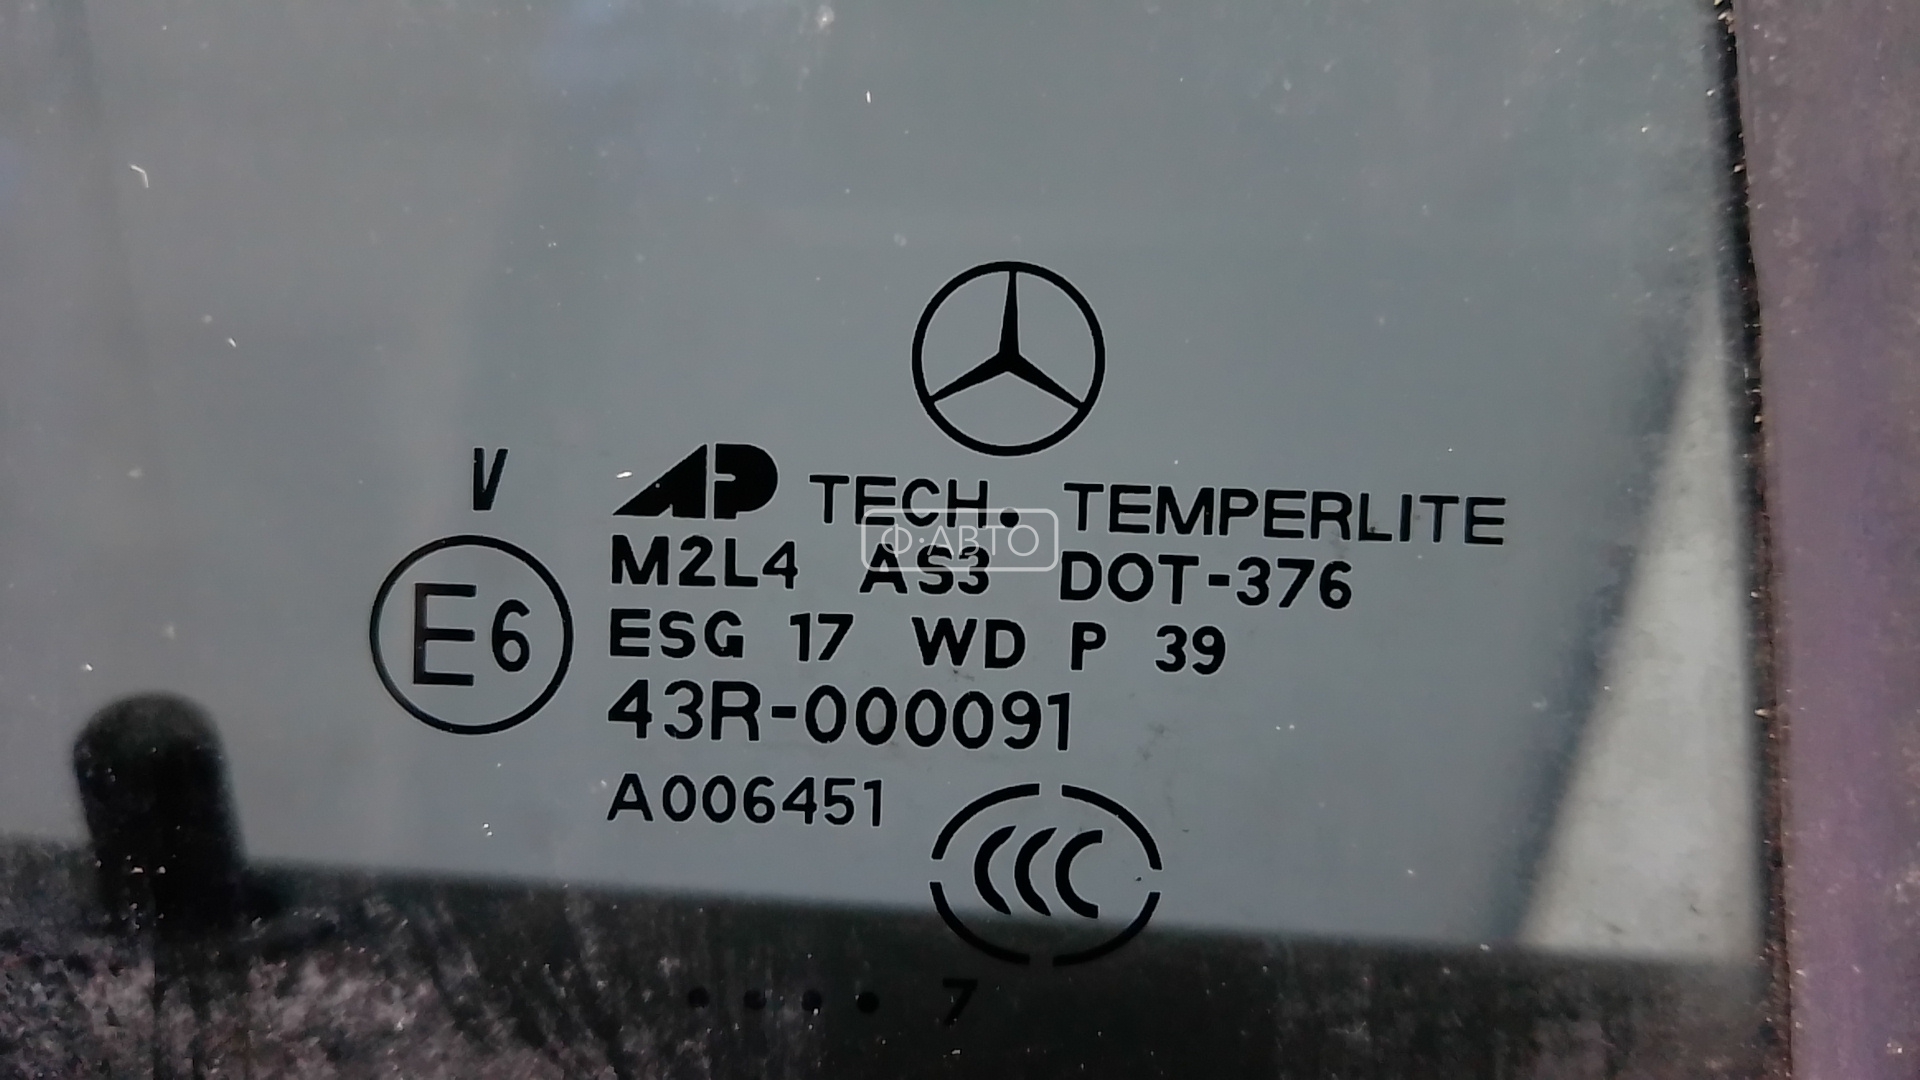 V
AP TECH. TEMPERLITE
Ф·АВТО
M2L4 AS3 DOT-376
E6
ESG 17 WD P 39
43R-000091
A006451
CCC
.... 7